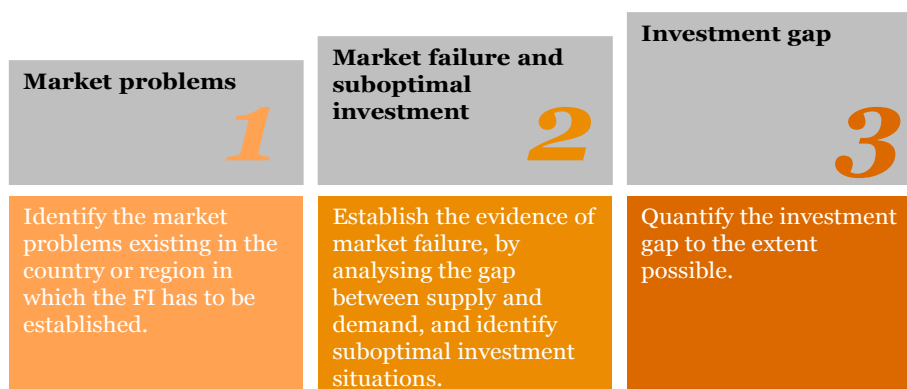 Market problems
1
Identify the market
problems existing in the
country or region in
which the FI has to be
established.
Market failure and
suboptimal
investment
2
Establish the evidence of
market failure, by
analysing the gap
between supply and
demand, and identify
suboptimal investment
situations.
Investment gap
3
Quantify the investment
gap to the extent
possible.